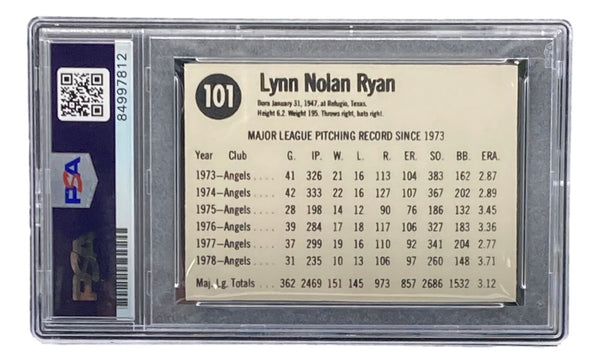 PSA
PSA
84997812
101
Lynn Nolan Ryan
Born January 31, 1947, at Refugio, Texas.
Height 6.2. Weight 195. Throws right, bats right.
MAJOR LEAGUE PITCHING RECORD SINCE 1973
Year Club G. IP. W. L. R. ER. SO. BB. ERA.
1973—Angels .... 41 326 21 16 113 104 383 162 2.87
1974—Angels .... 42 333 22 16 127 107 367 202 2.89
1975—Angels .... 28 198 14 12 90 76 186 132 3.45
1976—Angels .... 39 284 17 18 117 106 327 183 3.36
1977—Angels .... 37 299 19 16 110 92 341 204 2.77
1978—Angels .... 31 235 10 13 106 97 260 148 3.71
Maj. Lg. Totals .... 362 2469 151 145 973 857 2686 1532 3.12